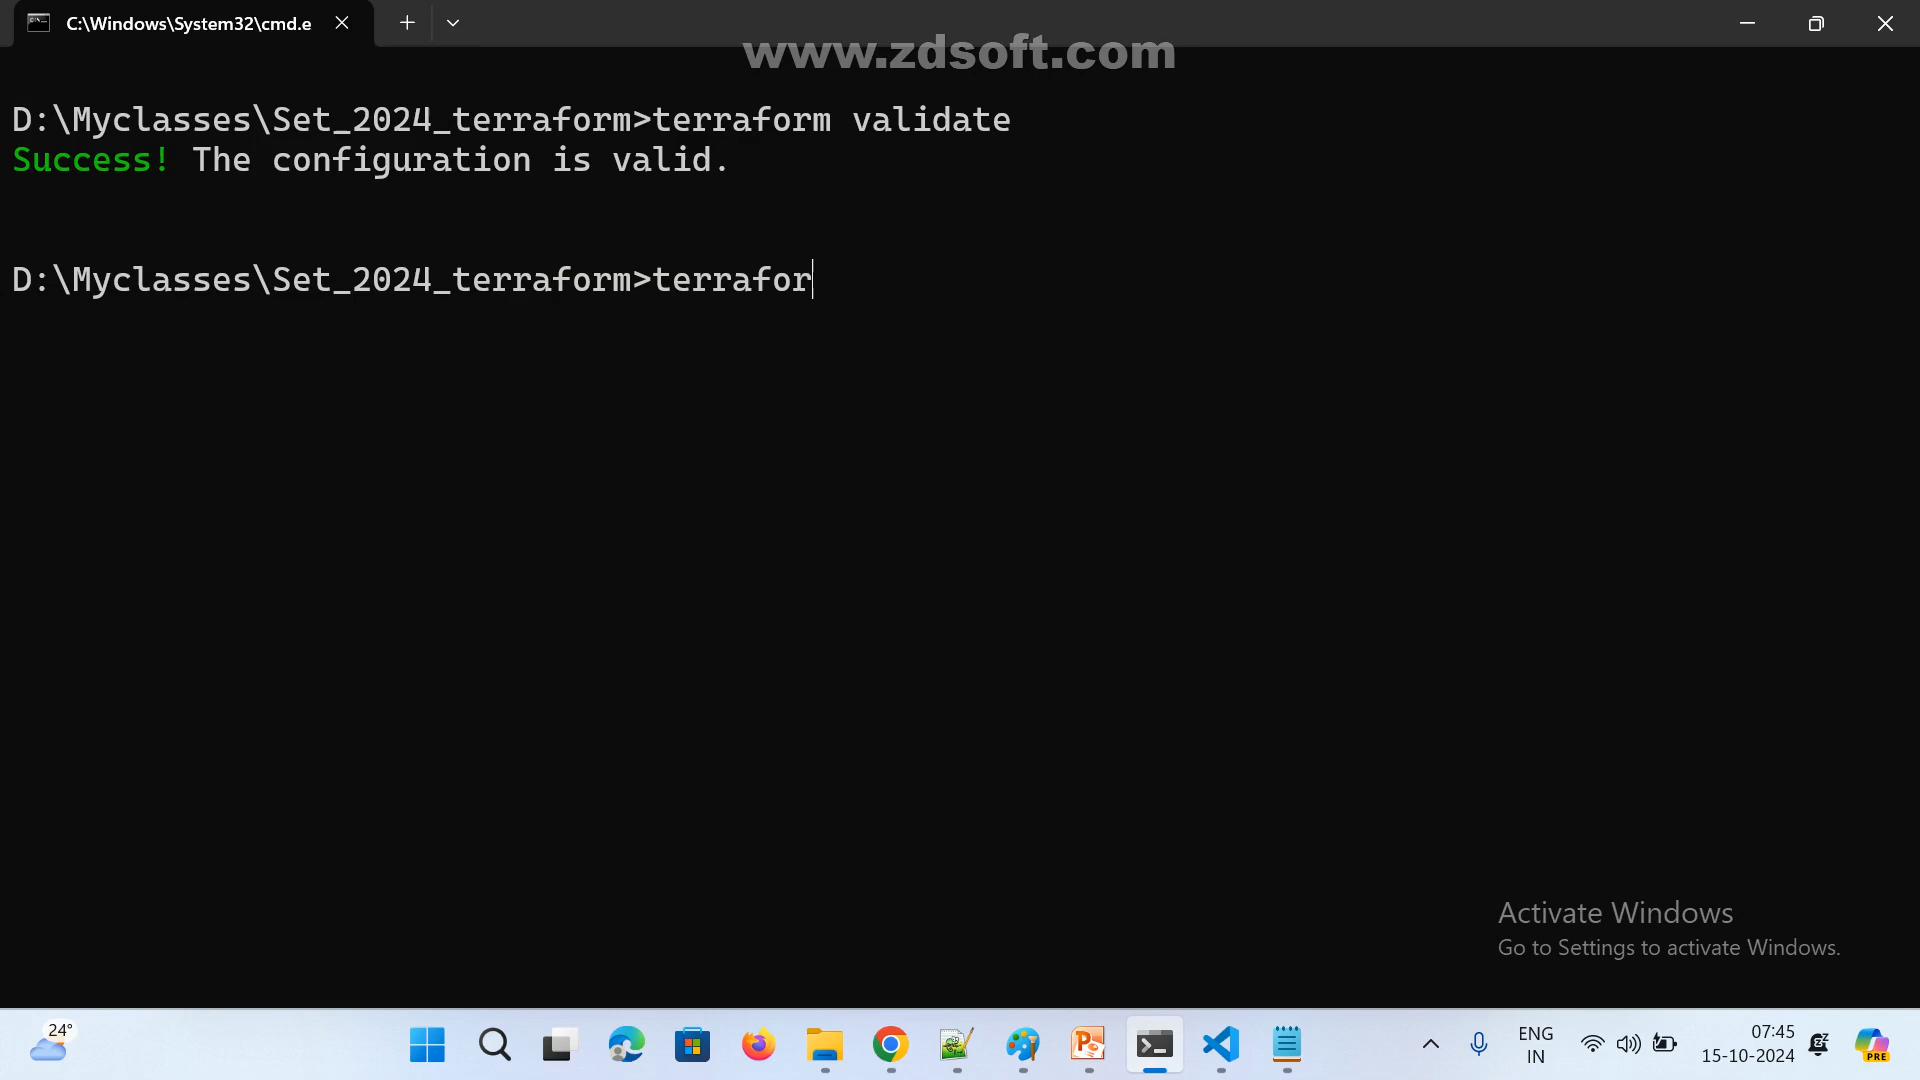 C:\Windows\System32\cmd.e
www.zdsoft.com
D:\Myclasses\Set_2024_terraform>terraform validate
Success! The configuration is valid.
D:\Myclasses\Set_2024_terraform>terrafor
Activate Windows
Go to Settings to activate Windows.
24°
ENG
IN
07:45
15-10-2024
PRE